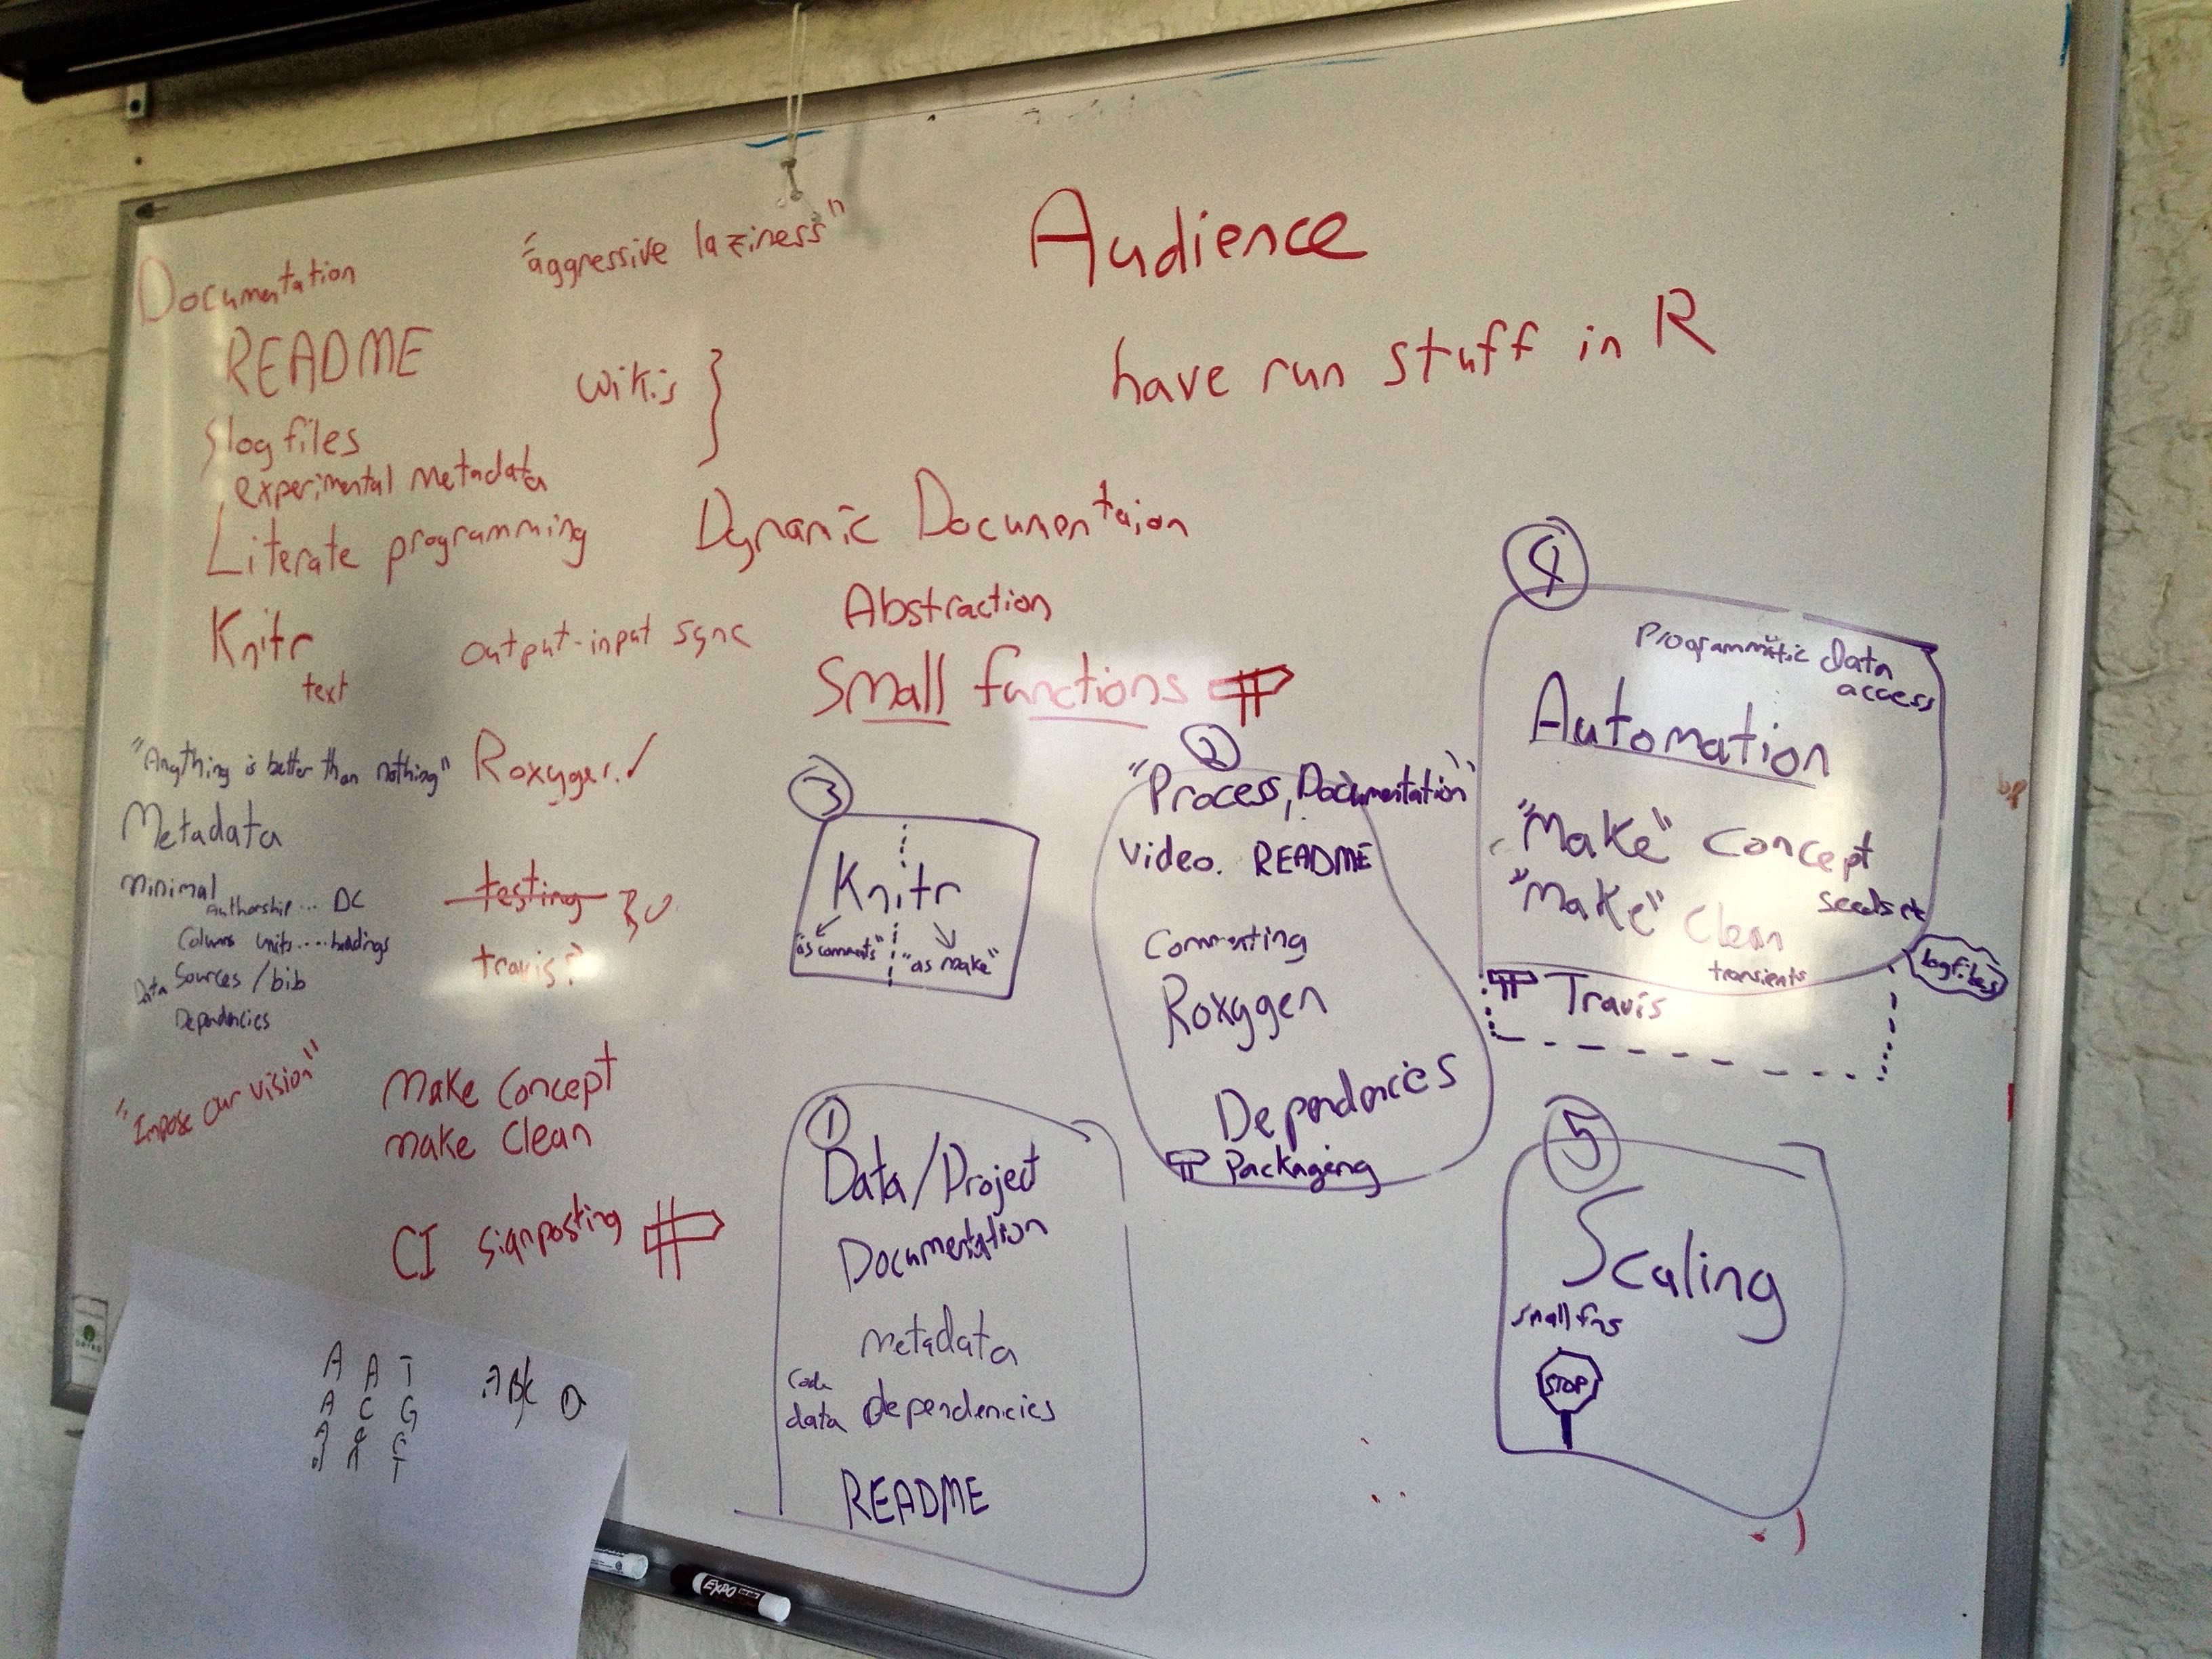 Documentation
"aggressive laziness"
Audience
have run stuff in R
README
wikis
log files
experimental metadata
Literate programming
Dynamic Documentaion
Knitr
text
output-input sync
Abstraction
Small functions
"Anything is better than nothing"
Roxygen
Metadata
minimal
Authorship... DC
Column units....headings
Data Sources /bib
Dependencies
testing
travis?
"Impose our vision"
Make Concept
Make Clean
CI signposting
1
Data/Project
Documentation
metadata
Code
data dependencies
README
2
"Process, Documentation"
Video. README
Commenting
Roxygen
Dependencies
Packaging
3
Knitr
"as comments"
"as make"
4
Programmatic data
access
Automation
"Make" Concept
"Make" Clean
transients
logfiles
Travis
5
Scaling
small fns
STOP
A A T
A C G
EXPO